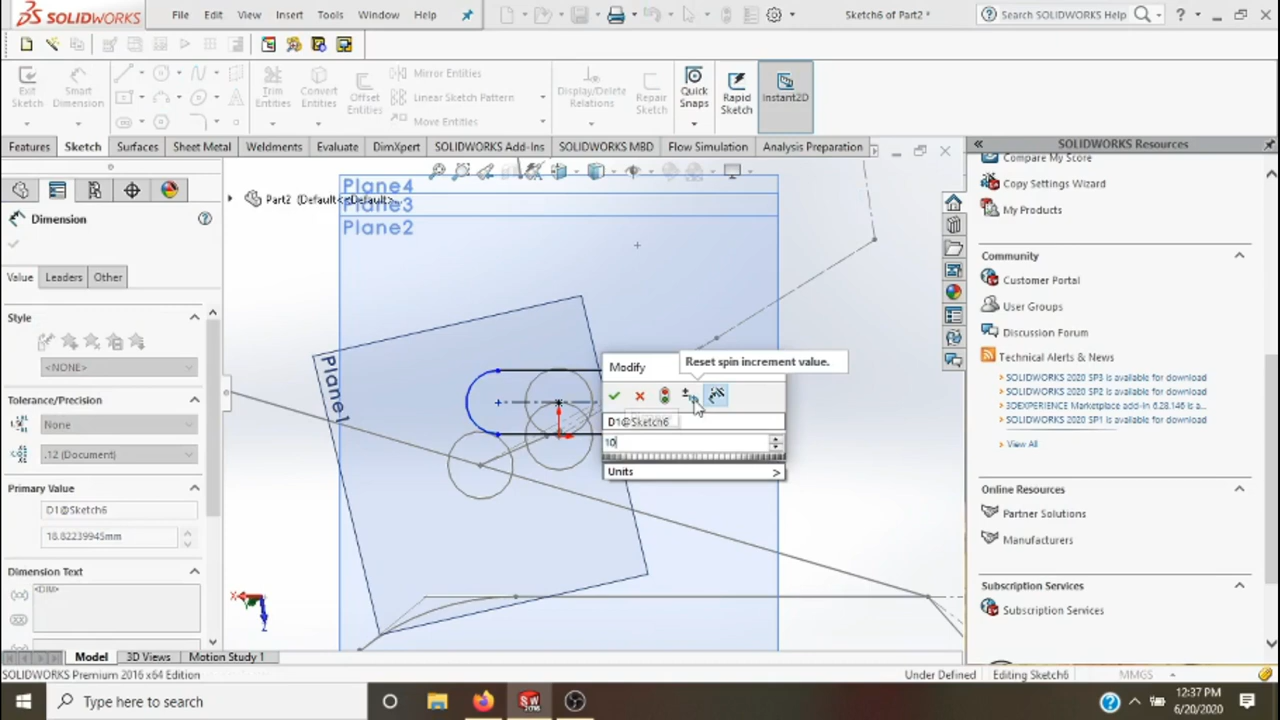 SOLIDWORKS File Edit View Insert Tools Window Help Sketch6 of Part2 * Search SOLIDWORKS Help
Exit Sketch
Smart Dimension
Trim Entities
Convert Entities
Offset Entities
Mirror Entities
Linear Sketch Pattern
Move Entities
Display/Delete Relations
Repair Sketch
Quick Snaps
Rapid Sketch
Instant2D
Features Sketch Surfaces Sheet Metal Weldments Evaluate DimXpert SOLIDWORKS Add-Ins SOLIDWORKS MBD Flow Simulation Analysis Preparation
SOLIDWORKS Resources
Compare My Score
Copy Settings Wizard
My Products
Community
Customer Portal
User Groups
Discussion Forum
Technical Alerts & News
SOLIDWORKS 2020 SP3 is available for download
SOLIDWORKS 2020 SP2 is available for download
3DEXPERIENCE Marketplace add-in 6.28.146 is a...
SOLIDWORKS 2020 SP1 is available for download
View All
Online Resources
Partner Solutions
Manufacturers
Subscription Services
Subscription Services
Dimension
Value Leaders Other
Style
<NONE>
Tolerance/Precision
None
.12 (Document)
Primary Value
D1@Sketch6
18.82239945mm
Dimension Text
<DIM>
Plane4
Part2 (Default<<Default>...
Plane3
Plane2
Plane1
Modify
Reset spin increment value.
D1@Sketch6
10
Units >
Model 3D Views Motion Study 1
SOLIDWORKS Premium 2016 x64 Edition Under Defined Editing Sketch6 MMGS
Type here to search
12:37 PM
6/20/2020